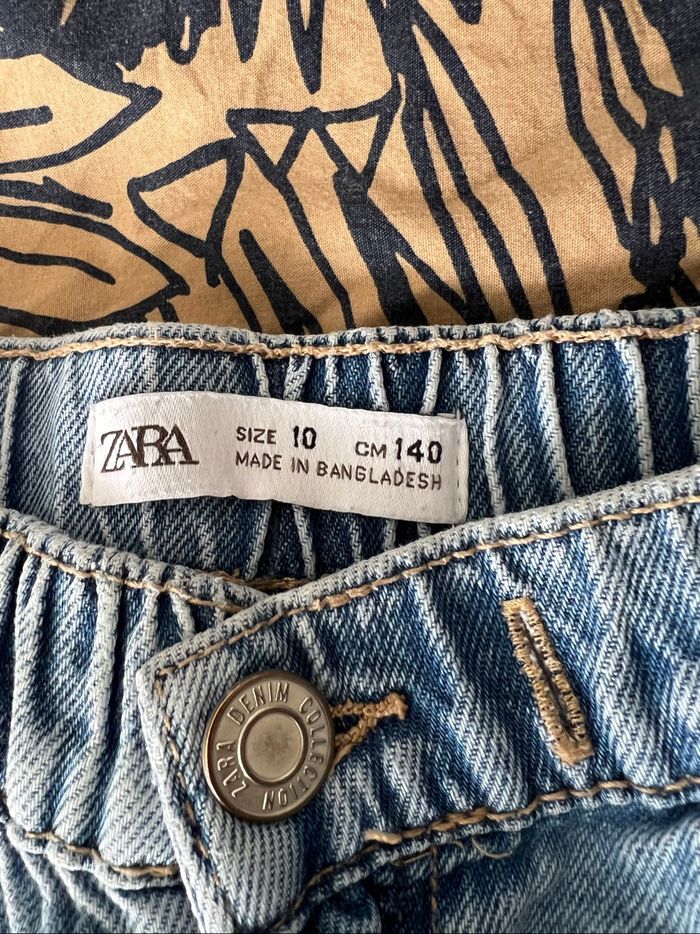 ZARA
SIZE 10 CM 140
MADE IN BANGLADESH
ZARA DENIM COLLECTION